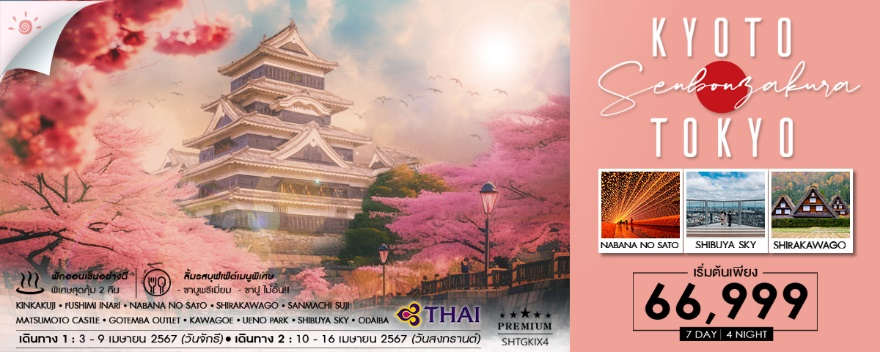 KYOTO
Senbonzakura
TOKYO
NABANA NO SATO
SHIBUYA SKY
SHIRAKAWAGO
เริ่มต้นเพียง
66,999
7 DAY | 4 NIGHT
พักออนเซ็นอย่างดี
พิเศษสุดคุ้ม 2 คืน
ลิ้มรสบุฟเฟ่ต์เมนูพิเศษ
- ขาปูพรีเมียม - ขาปู ไม่อั้น!!
KINKAKUJI • FUSHIMI INARI • NABANA NO SATO • SHIRAKAWAGO • SANMACHI SUJI
MATSUMOTO CASTLE • GOTEMBA OUTLET • KAWAGOE • UENO PARK • SHIBUYA SKY • ODAIBA
THAI
PREMIUM
SHTGKIX4
เดินทาง 1 : 3 - 9 เมษายน 2567 (วันจักรี) • เดินทาง 2 : 10 - 16 เมษายน 2567 (วันสงกรานต์)